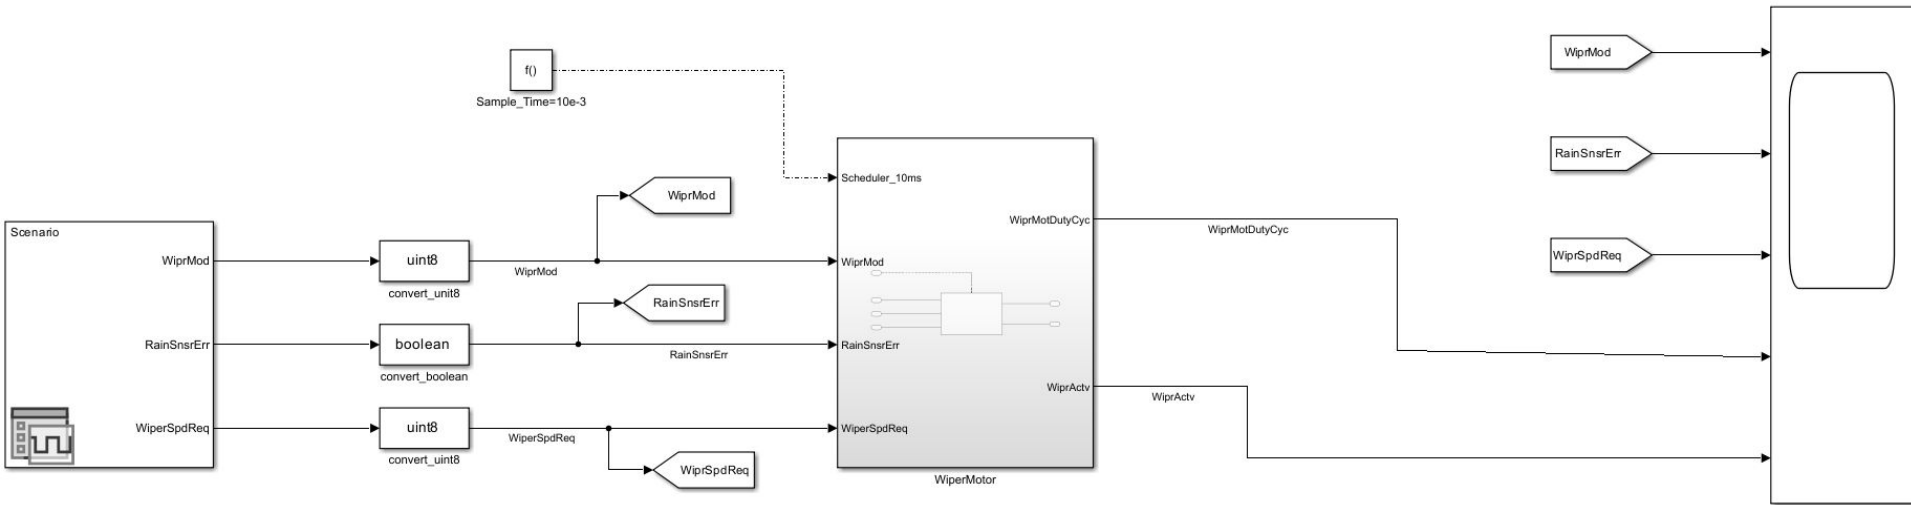 f()
Sample_Time=10e-3
Scenario
WiprMod
RainSnsrErr
WiperSpdReq
uint8
convert_unit8
boolean
convert_boolean
uint8
convert_uint8
WiprMod
RainSnsrErr
WiperSpdReq
WiprMod
RainSnsrErr
WiprSpdReq
Scheduler_10ms
WiprMod
RainSnsrErr
WiperSpdReq
WiprMotDutyCyc
WiprActv
WiperMotor
WiprMotDutyCyc
WiprActv
WiprMod
RainSnsrErr
WiprSpdReq